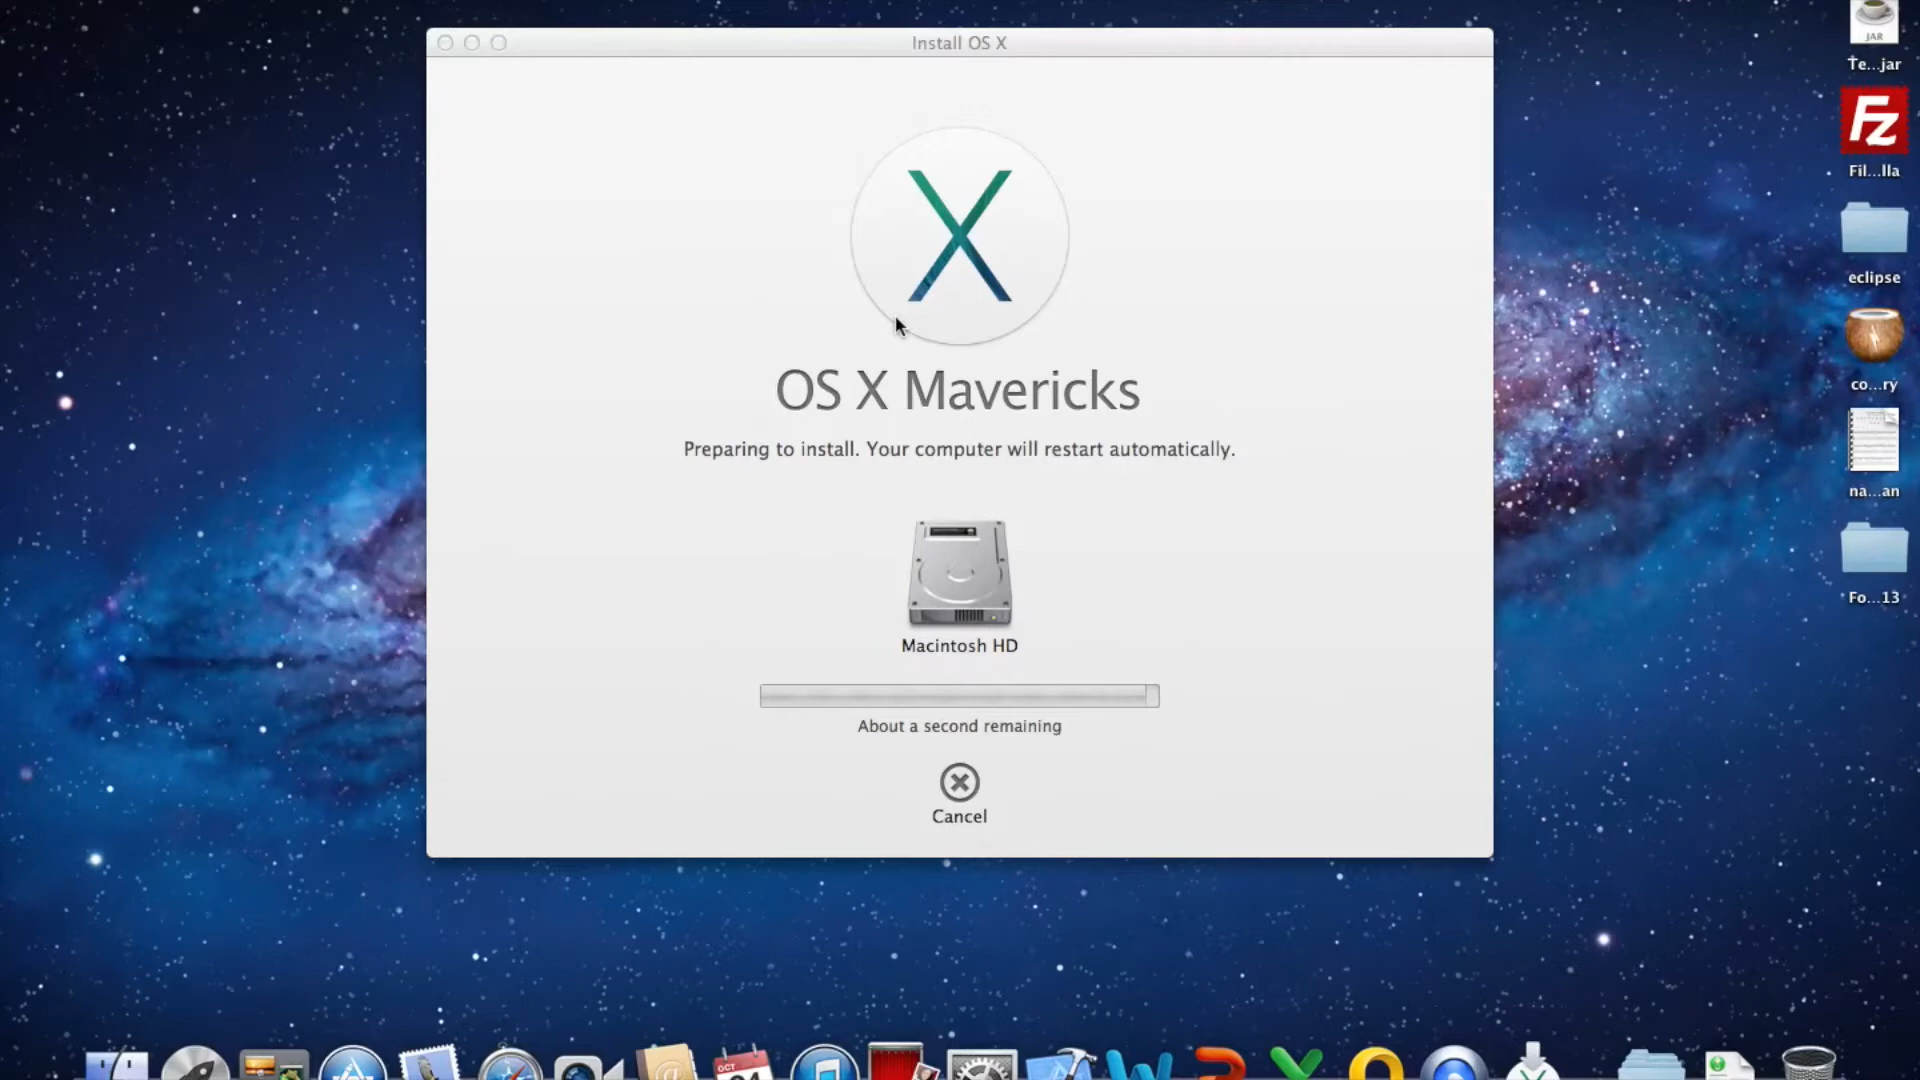 Install OS X
X
OS X Mavericks
Preparing to install. Your computer will restart automatically.
Macintosh HD
About a second remaining
Cancel
JAR
Te...jar
FZ
Fil...lla
eclipse
co...ry
na...an
Fo...13
OCT